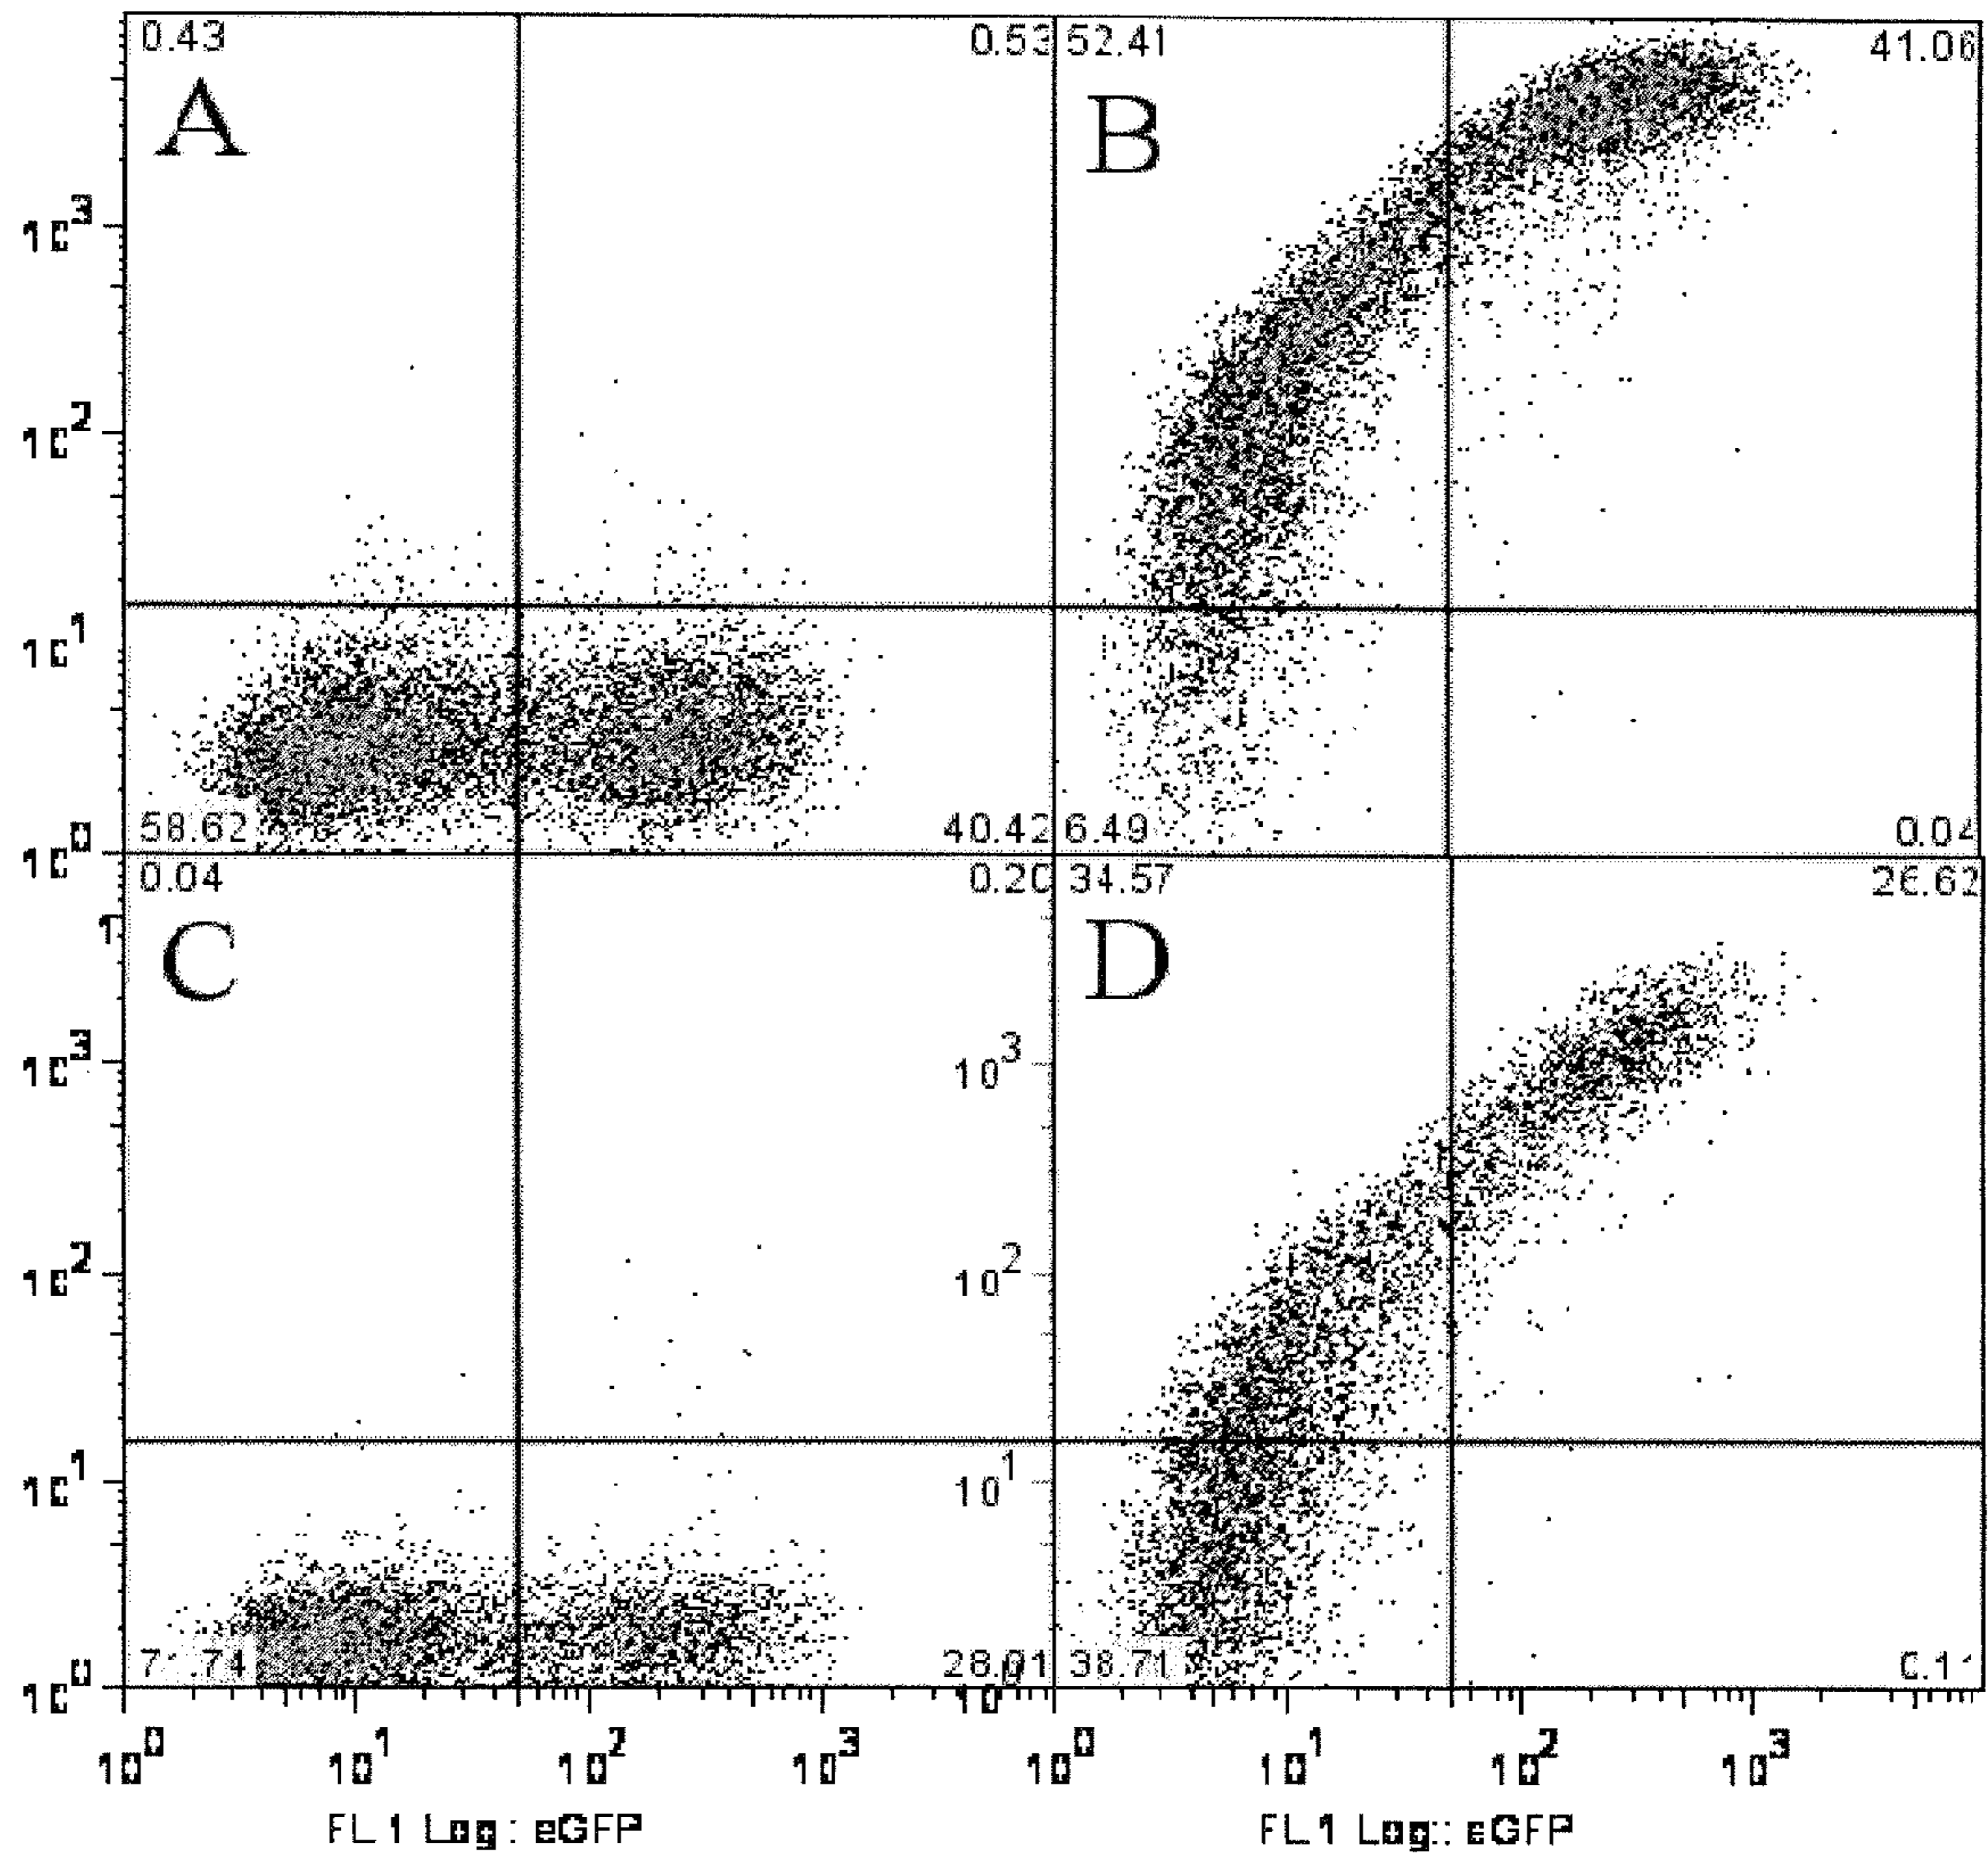 0.43 0.53 52.41 41.06
A B
10³
10²
10¹
58.62 40.42 6.49 0.04
10⁰
0.04 0.20 34.57 26.62
1
C D
10³ 10³
10² 10²
10¹ 10¹
28.01 38.71
10⁰ 10⁰
10⁰ 10¹ 10² 10³ 10⁰ 10¹ 10² 10³
FL1 Log: eGFP FL1 Log:: eGFP